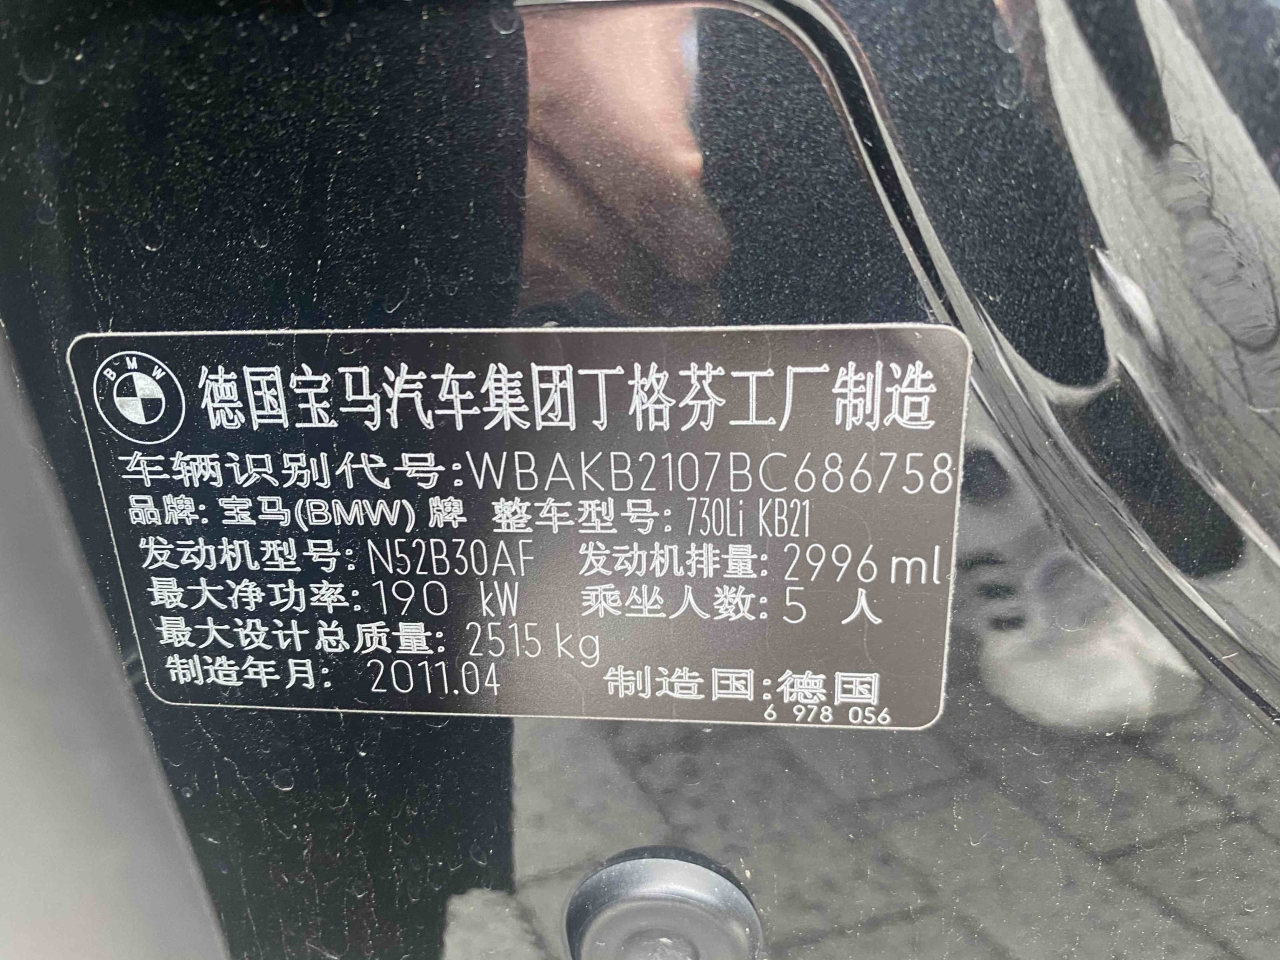 BMW
德国宝马汽车集团丁格芬工厂制造
车辆识别代号:WBAKB2107BC686758
品牌: 宝马(BMW) 牌 整车型号: 730Li KB21
发动机型号: N52B30AF 发动机排量: 2996 ml
最大净功率: 190 kW 乘坐人数: 5 人
最大设计总质量: 2515 kg
制造年月: 2011.04 制造国: 德国
6 978 056